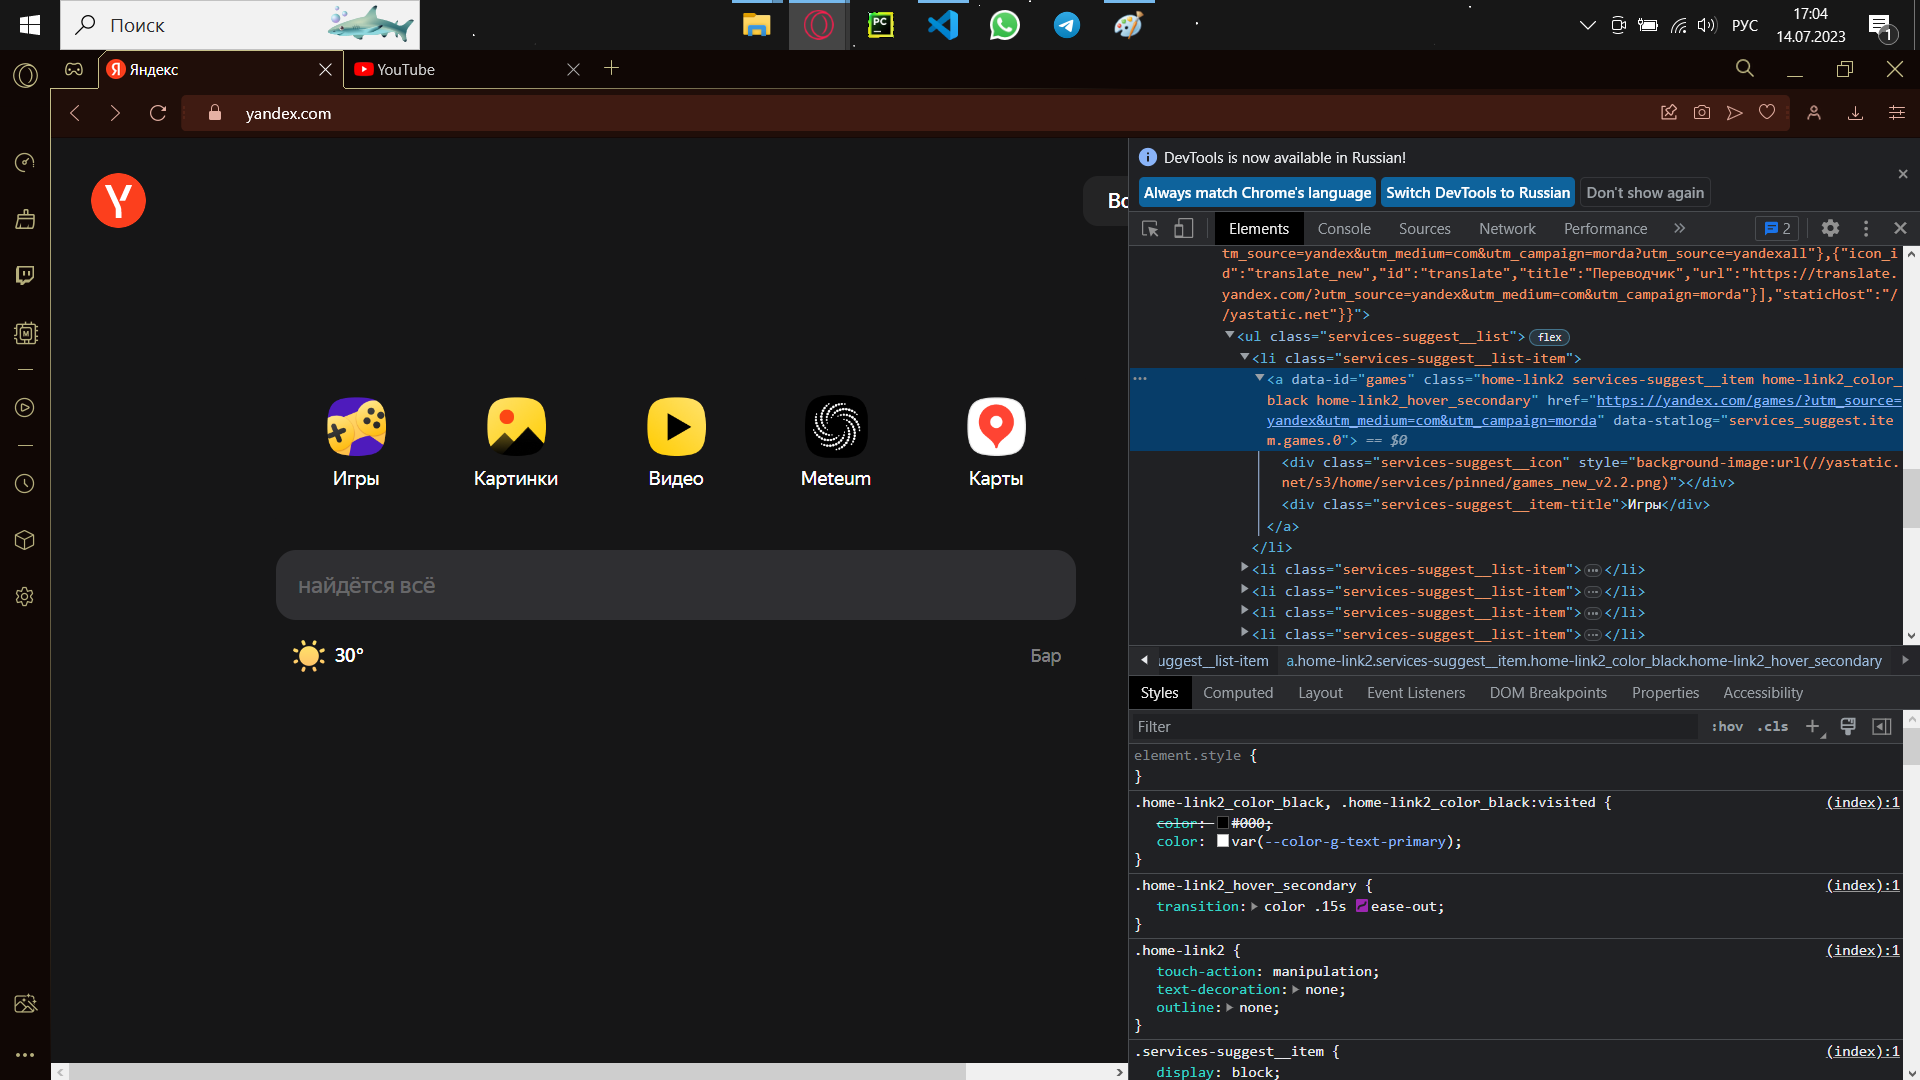 Поиск
PC
РУС
17:04
14.07.2023
1
Яндекс
YouTube
yandex.com
Y
Вс
Игры
Картинки
Видео
Meteum
Карты
найдётся всё
30°
Бар
DevTools is now available in Russian!
Always match Chrome's language
Switch DevTools to Russian
Don't show again
Elements
Console
Sources
Network
Performance
2
tm_source=yandex&utm_medium=com&utm_campaign=morda?utm_source=yandexall"},{"icon_i
d":"translate_new","id":"translate","title":"Переводчик","url":"https://translate.
yandex.com/?utm_source=yandex&utm_medium=com&utm_campaign=morda"}],"staticHost":"/
/yastatic.net"}}">
<ul class="services-suggest__list"> flex
<li class="services-suggest__list-item">
<a data-id="games" class="home-link2 services-suggest__item home-link2_color_
black home-link2_hover_secondary" href="https://yandex.com/games/?utm_source=
yandex&utm_medium=com&utm_campaign=morda" data-statlog="services_suggest.ite
m.games.0"> == $0
<div class="services-suggest__icon" style="background-image:url(//yastatic.
net/s3/home/services/pinned/games_new_v2.2.png)"></div>
<div class="services-suggest__item-title">Игры</div>
</a>
</li>
<li class="services-suggest__list-item">…</li>
<li class="services-suggest__list-item">…</li>
<li class="services-suggest__list-item">…</li>
<li class="services-suggest__list-item">…</li>
uggest__list-item
a.home-link2.services-suggest__item.home-link2_color_black.home-link2_hover_secondary
Styles
Computed
Layout
Event Listeners
DOM Breakpoints
Properties
Accessibility
Filter
:hov
.cls
element.style {
}
.home-link2_color_black, .home-link2_color_black:visited {
(index):1
color: #000;
color: var(--color-g-text-primary);
}
.home-link2_hover_secondary {
(index):1
transition: color .15s ease-out;
}
.home-link2 {
(index):1
touch-action: manipulation;
text-decoration: none;
outline: none;
}
.services-suggest__item {
(index):1
display: block;